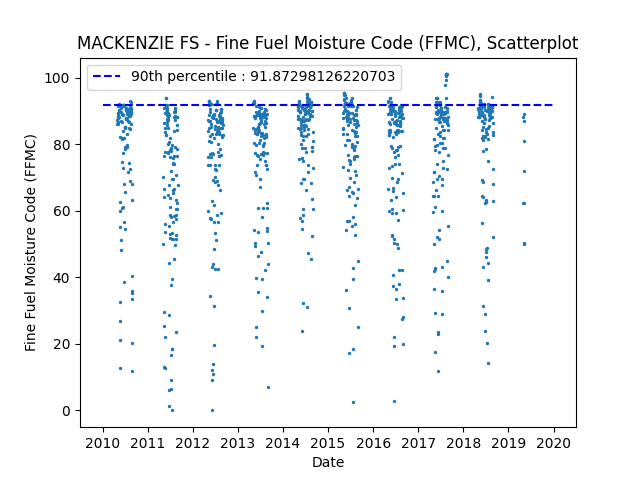 MACKENZIE FS - Fine Fuel Moisture Code (FFMC), Scatterplot
90th percentile : 91.87298126220703
Fine Fuel Moisture Code (FFMC)
100
80
60
40
20
0
2010 2011 2012 2013 2014 2015 2016 2017 2018 2019 2020
Date